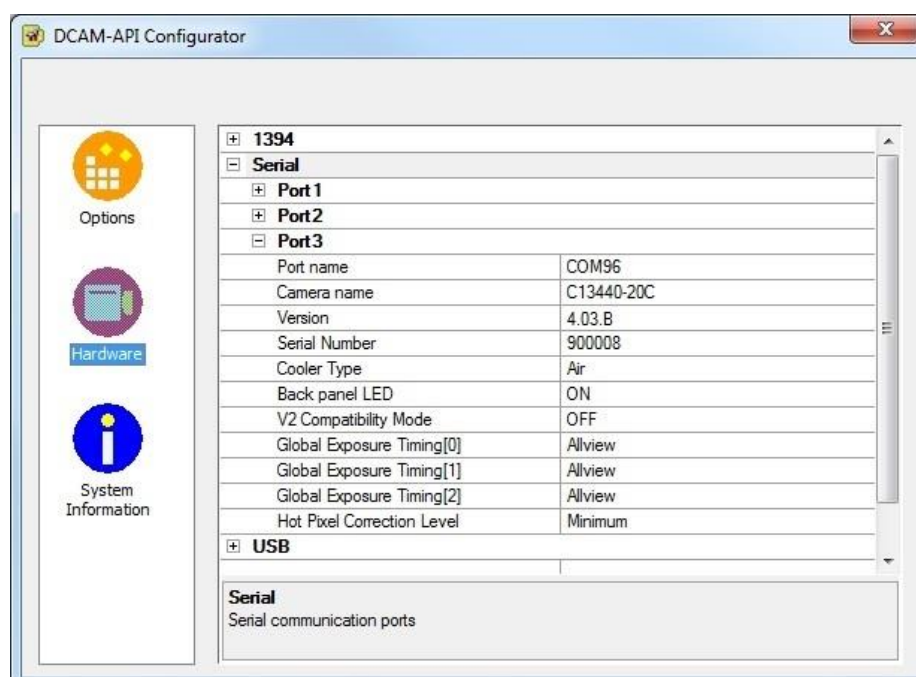 DCAM-API Configurator
Options
Hardware
System
Information
1394
Serial
Port1
Port2
Port3
Port name COM96
Camera name C13440-20C
Version 4.03.B
Serial Number 900008
Cooler Type Air
Back panel LED ON
V2 Compatibility Mode OFF
Global Exposure Timing[0] Allview
Global Exposure Timing[1] Allview
Global Exposure Timing[2] Allview
Hot Pixel Correction Level Minimum
USB
Serial
Serial communication ports